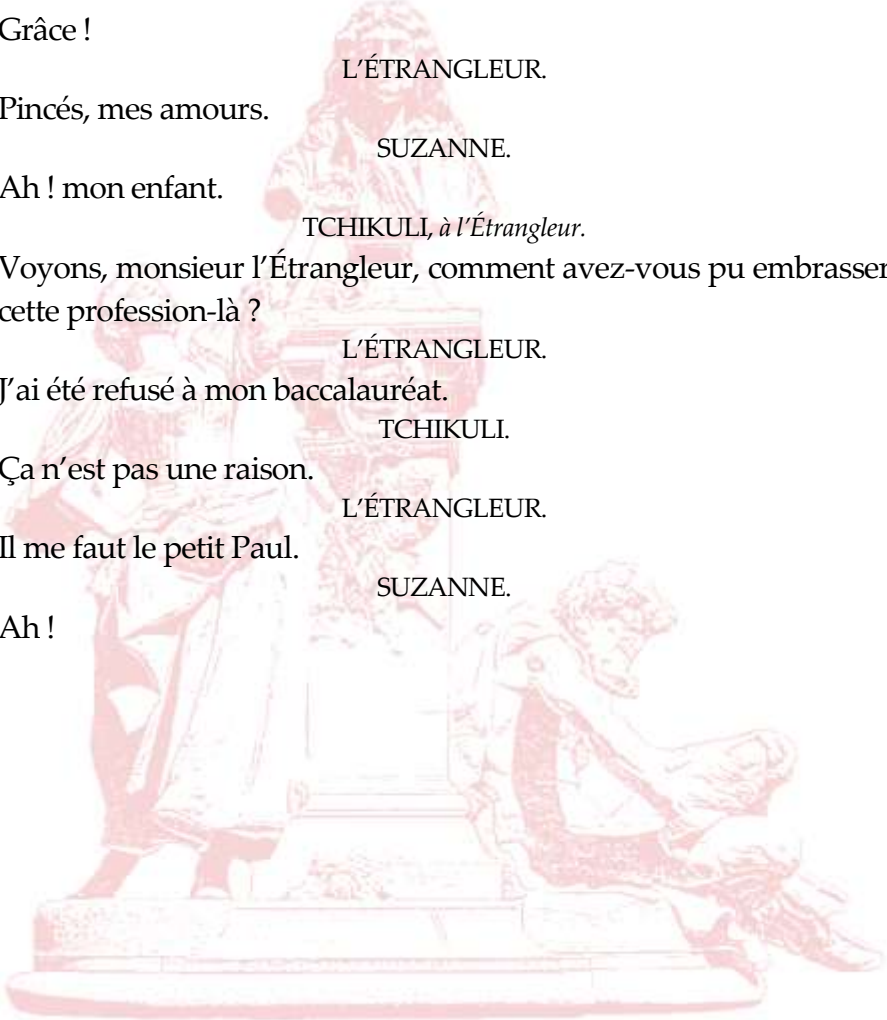 Grâce !
L’ÉTRANGLEUR.
Pincés, mes amours.
SUZANNE.
Ah ! mon enfant.
TCHIKULI, à l’Étrangleur.
Voyons, monsieur l’Étrangleur, comment avez-vous pu embrasser
cette profession-là ?
L’ÉTRANGLEUR.
J’ai été refusé à mon baccalauréat.
TCHIKULI.
Ça n’est pas une raison.
L’ÉTRANGLEUR.
Il me faut le petit Paul.
SUZANNE.
Ah !